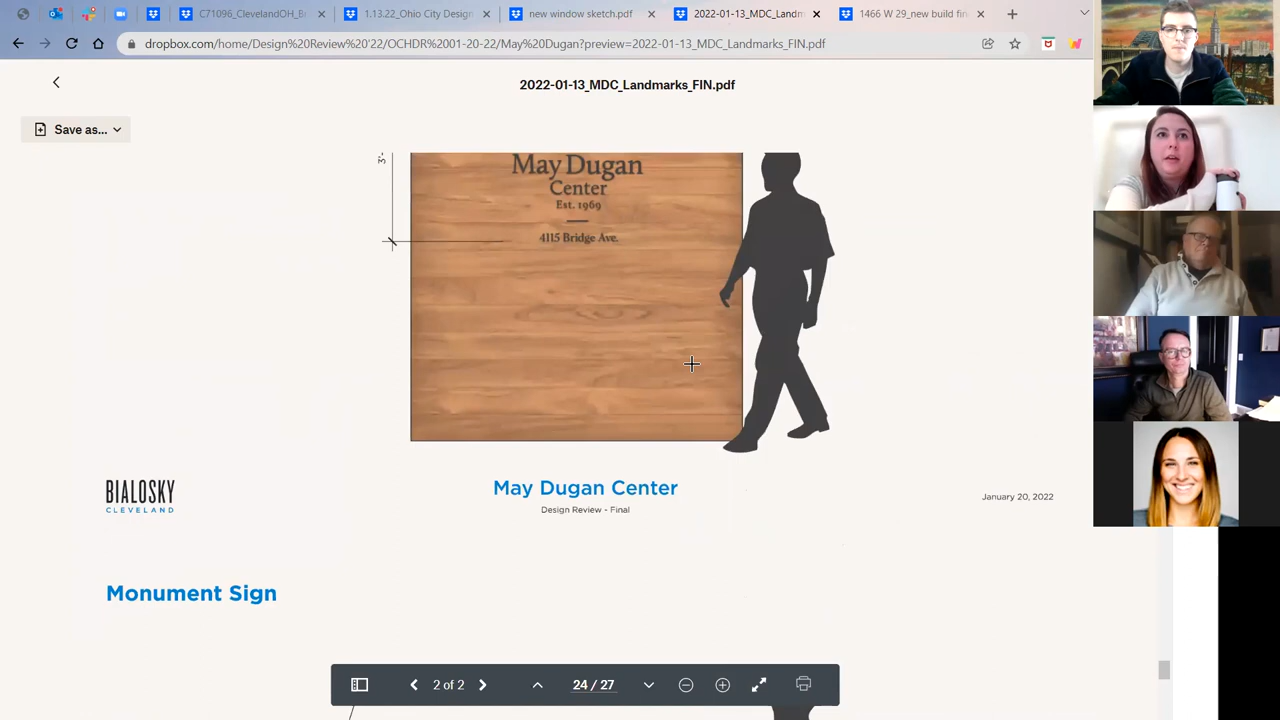 C71096_ClevelandOH_B
1.13.22_Ohio City Design
new window sketch.pdf
2022-01-13_MDC_Landm
1466 W 29_new build fin
dropbox.com/home/Design%20Review%20'22/OCHDR%2001-13-22/May%20Dugan?preview=2022-01-13_MDC_Landmarks_FIN.pdf
2022-01-13_MDC_Landmarks_FIN.pdf
Save as...
May Dugan
Center
Est. 1969
4115 Bridge Ave.
BIALOSKY
CLEVELAND
May Dugan Center
Design Review - Final
January 20, 2022
Monument Sign
2 of 2
24 / 27